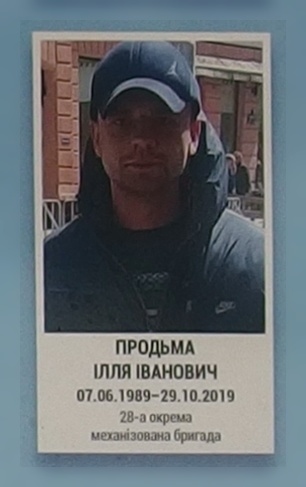 ПРОДЬМА
ІЛЛЯ ІВАНОВИЧ
07.06.1989–29.10.2019
28-а окрема
механізована бригада